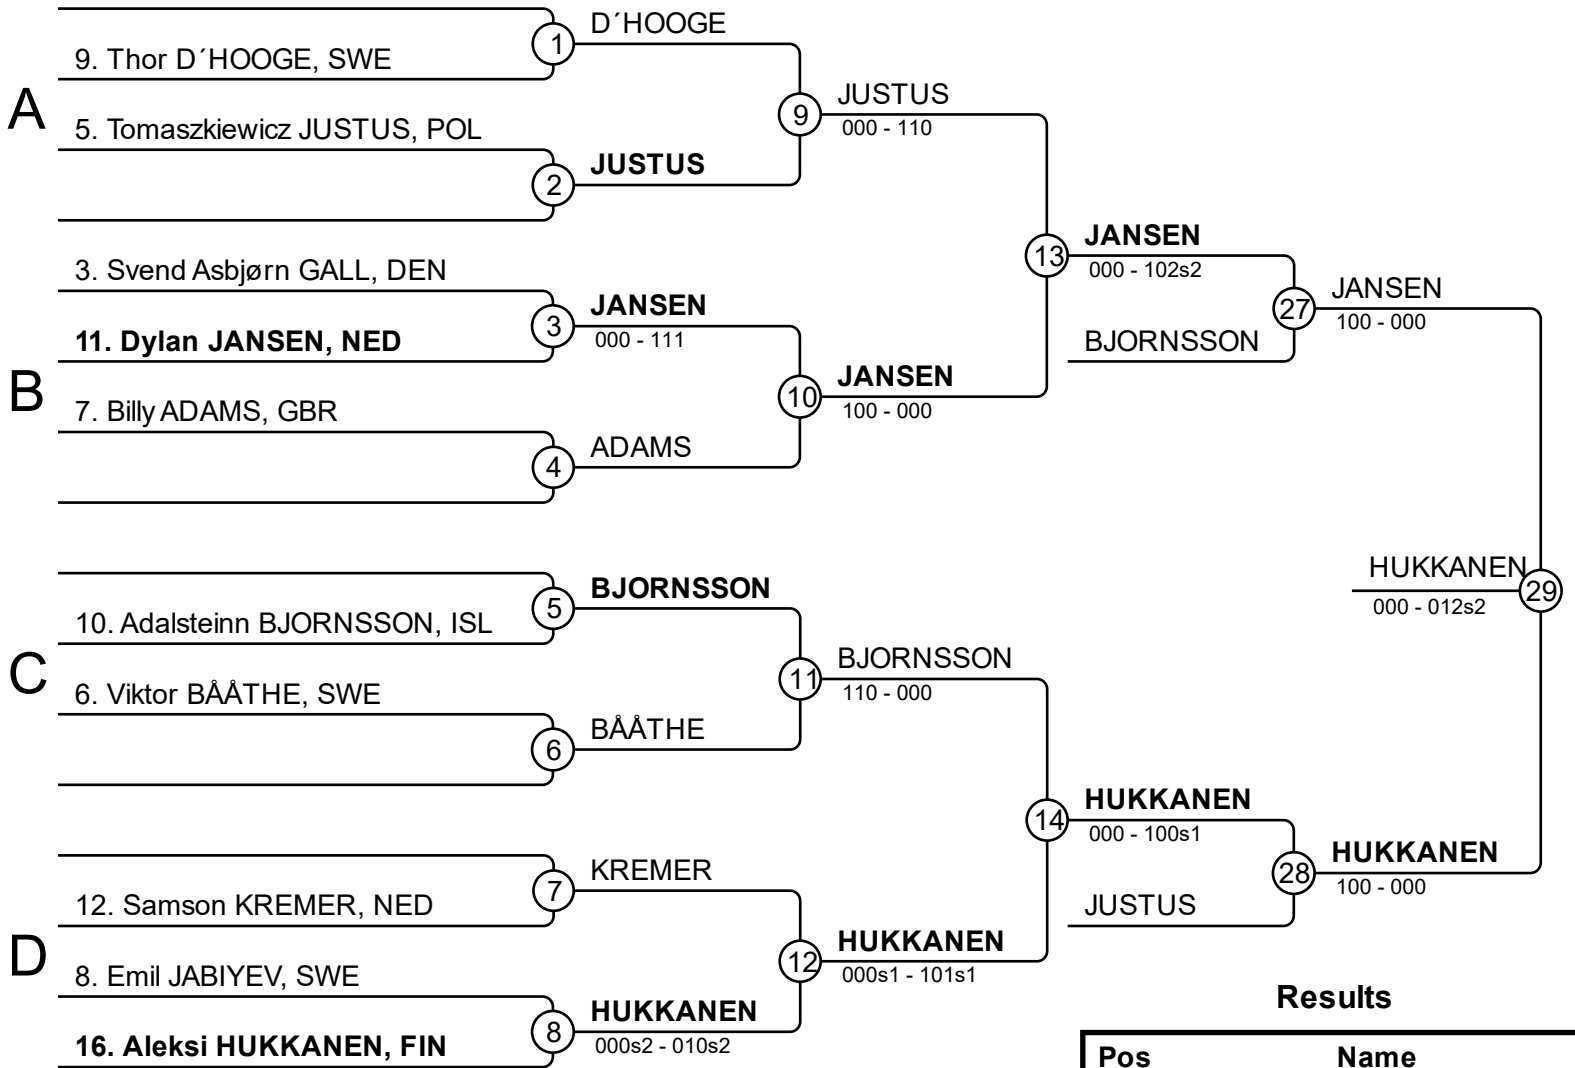 A
9. Thor D´HOOGE, SWE
1
D´HOOGE
5. Tomaszkiewicz JUSTUS, POL
2
JUSTUS
9
JUSTUS
000 - 110
B
3. Svend Asbjørn GALL, DEN
11. Dylan JANSEN, NED
3
JANSEN
000 - 111
7. Billy ADAMS, GBR
4
ADAMS
10
JANSEN
100 - 000
13
JANSEN
000 - 102s2
BJORNSSON
27
JANSEN
100 - 000
C
10. Adalsteinn BJORNSSON, ISL
5
BJORNSSON
6. Viktor BÅÅTHE, SWE
6
BÅÅTHE
11
BJORNSSON
110 - 000
D
12. Samson KREMER, NED
7
KREMER
8. Emil JABIYEV, SWE
16. Aleksi HUKKANEN, FIN
8
HUKKANEN
000s2 - 010s2
12
HUKKANEN
000s1 - 101s1
14
HUKKANEN
000 - 100s1
JUSTUS
28
HUKKANEN
100 - 000
HUKKANEN
29
000 - 012s2
Results
Pos Name